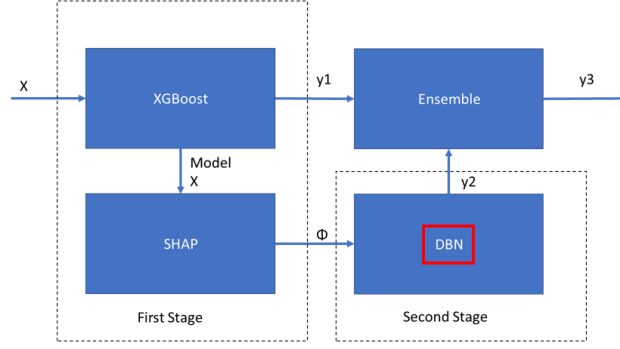 X
XGBoost
y1
Ensemble
y3
Model
X
y2
SHAP
Φ
DBN
First Stage
Second Stage